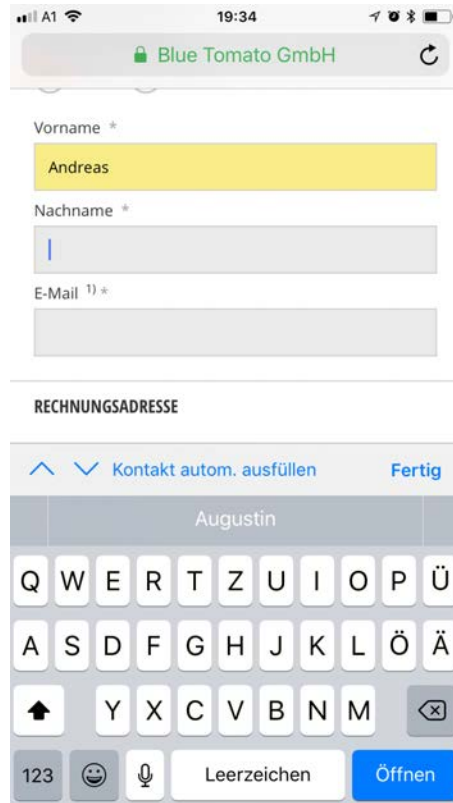 A1 19:34
Blue Tomato GmbH
Vorname *
Andreas
Nachname *
E-Mail 1) *
RECHNUNGSADRESSE
Kontakt autom. ausfüllen Fertig
Augustin
Q W E R T Z U I O P Ü
A S D F G H J K L Ö Ä
Y X C V B N M
123 Leerzeichen Öffnen